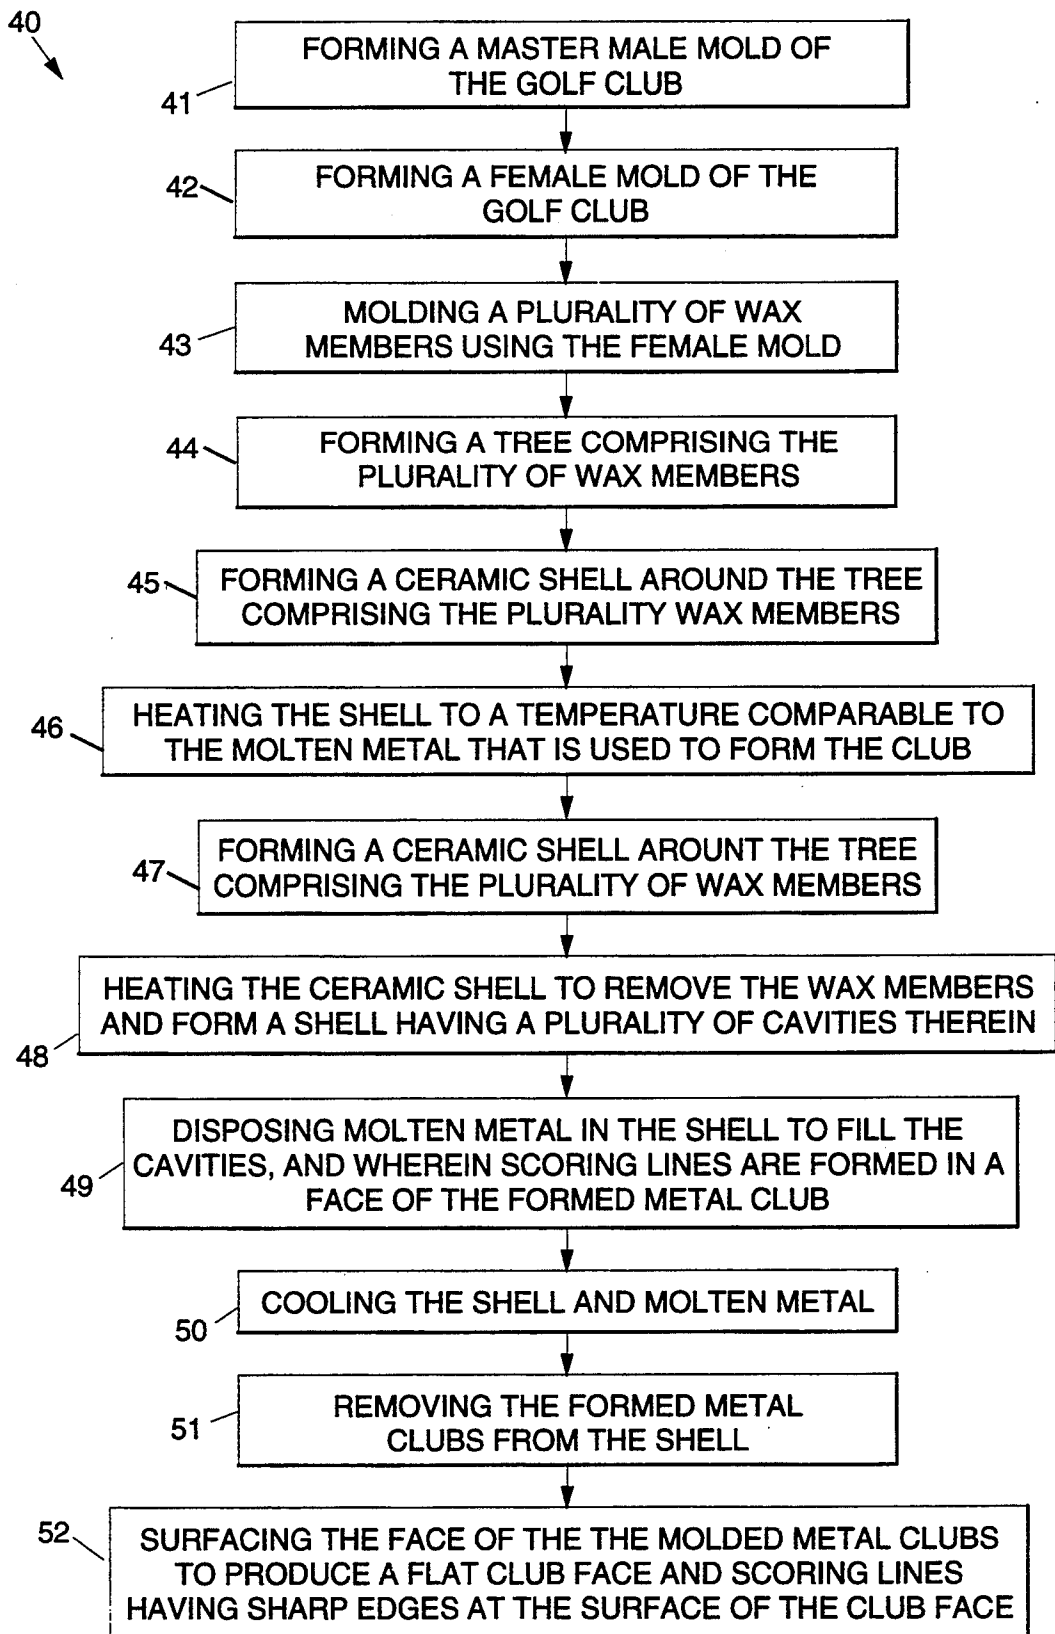 40
FORMING A MASTER MALE MOLD OF
THE GOLF CLUB
41
FORMING A FEMALE MOLD OF THE
GOLF CLUB
42
MOLDING A PLURALITY OF WAX
MEMBERS USING THE FEMALE MOLD
43
FORMING A TREE COMPRISING THE
PLURALITY OF WAX MEMBERS
44
FORMING A CERAMIC SHELL AROUND THE TREE
COMPRISING THE PLURALITY WAX MEMBERS
45
HEATING THE SHELL TO A TEMPERATURE COMPARABLE TO
THE MOLTEN METAL THAT IS USED TO FORM THE CLUB
46
FORMING A CERAMIC SHELL AROUNT THE TREE
COMPRISING THE PLURALITY OF WAX MEMBERS
47
HEATING THE CERAMIC SHELL TO REMOVE THE WAX MEMBERS
AND FORM A SHELL HAVING A PLURALITY OF CAVITIES THEREIN
48
DISPOSING MOLTEN METAL IN THE SHELL TO FILL THE
CAVITIES, AND WHEREIN SCORING LINES ARE FORMED IN A
FACE OF THE FORMED METAL CLUB
49
COOLING THE SHELL AND MOLTEN METAL
50
REMOVING THE FORMED METAL
CLUBS FROM THE SHELL
51
SURFACING THE FACE OF THE THE MOLDED METAL CLUBS
TO PRODUCE A FLAT CLUB FACE AND SCORING LINES
HAVING SHARP EDGES AT THE SURFACE OF THE CLUB FACE
52